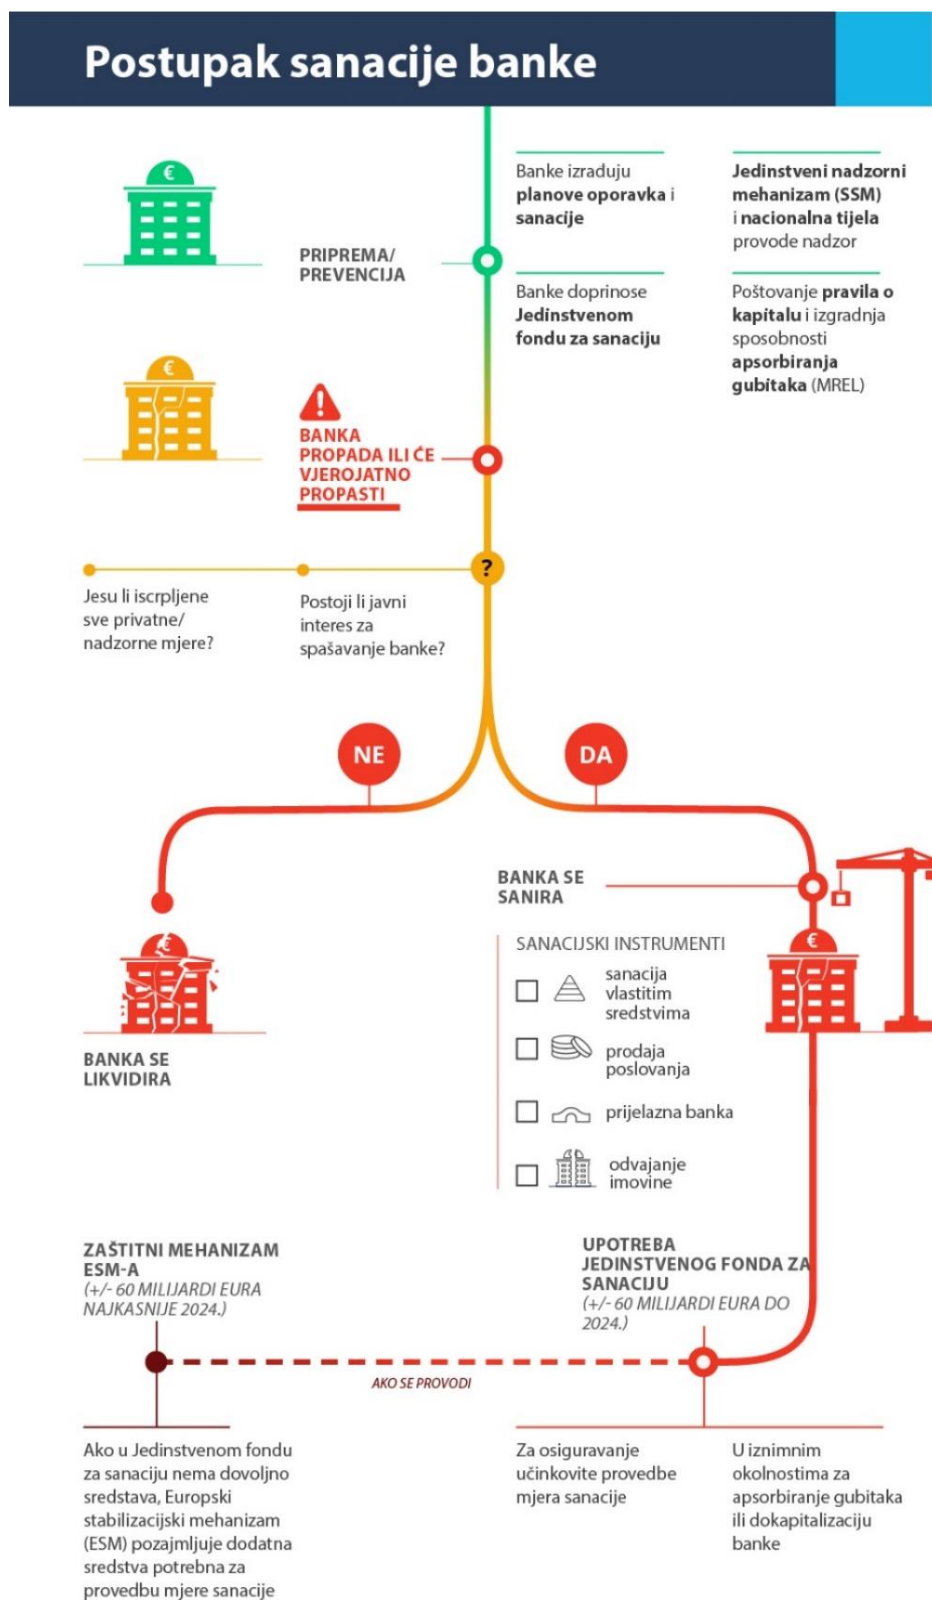 Postupak sanacije banke
€
PRIPREMA/
PREVENCIJA
Banke izrađuju
planove oporavka i
sanacije
Jedinstveni nadzorni
mehanizam (SSM)
i nacionalna tijela
provode nadzor
Banke doprinose
Jedinstvenom
fondu za sanaciju
Poštovanje pravila o
kapitalu i izgradnja
sposobnosti
apsorbiranja
gubitaka (MREL)
€
!
BANKA
PROPADA ILI ĆE
VJEROJATNO
PROPASTI
?
Jesu li iscrpljene
sve privatne/
nadzorne mjere?
Postoji li javni
interes za
spašavanje banke?
NE
DA
€
BANKA SE
LIKVIDIRA
BANKA SE
SANIRA
€
SANACIJSKI INSTRUMENTI
sanacija
vlastitim
sredstvima
prodaja
poslovanja
prijelazna banka
odvajanje
imovine
ZAŠTITNI MEHANIZAM
ESM-A
(+/- 60 MILIJARDI EURA
NAJKASNIJE 2024.)
UPOTREBA
JEDINSTVENOG FONDA ZA
SANACIJU
(+/- 60 MILIJARDI EURA DO
2024.)
AKO SE PROVODI
Ako u Jedinstvenom fondu
za sanaciju nema dovoljno
sredstava, Europski
stabilizacijski mehanizam
(ESM) pozajmljuje dodatna
sredstva potrebna za
provedbu mjere sanacije
Za osiguravanje
učinkovite provedbe
mjera sanacije
U iznimnim
okolnostima za
apsorbiranje gubitaka
ili dokapitalizaciju
banke